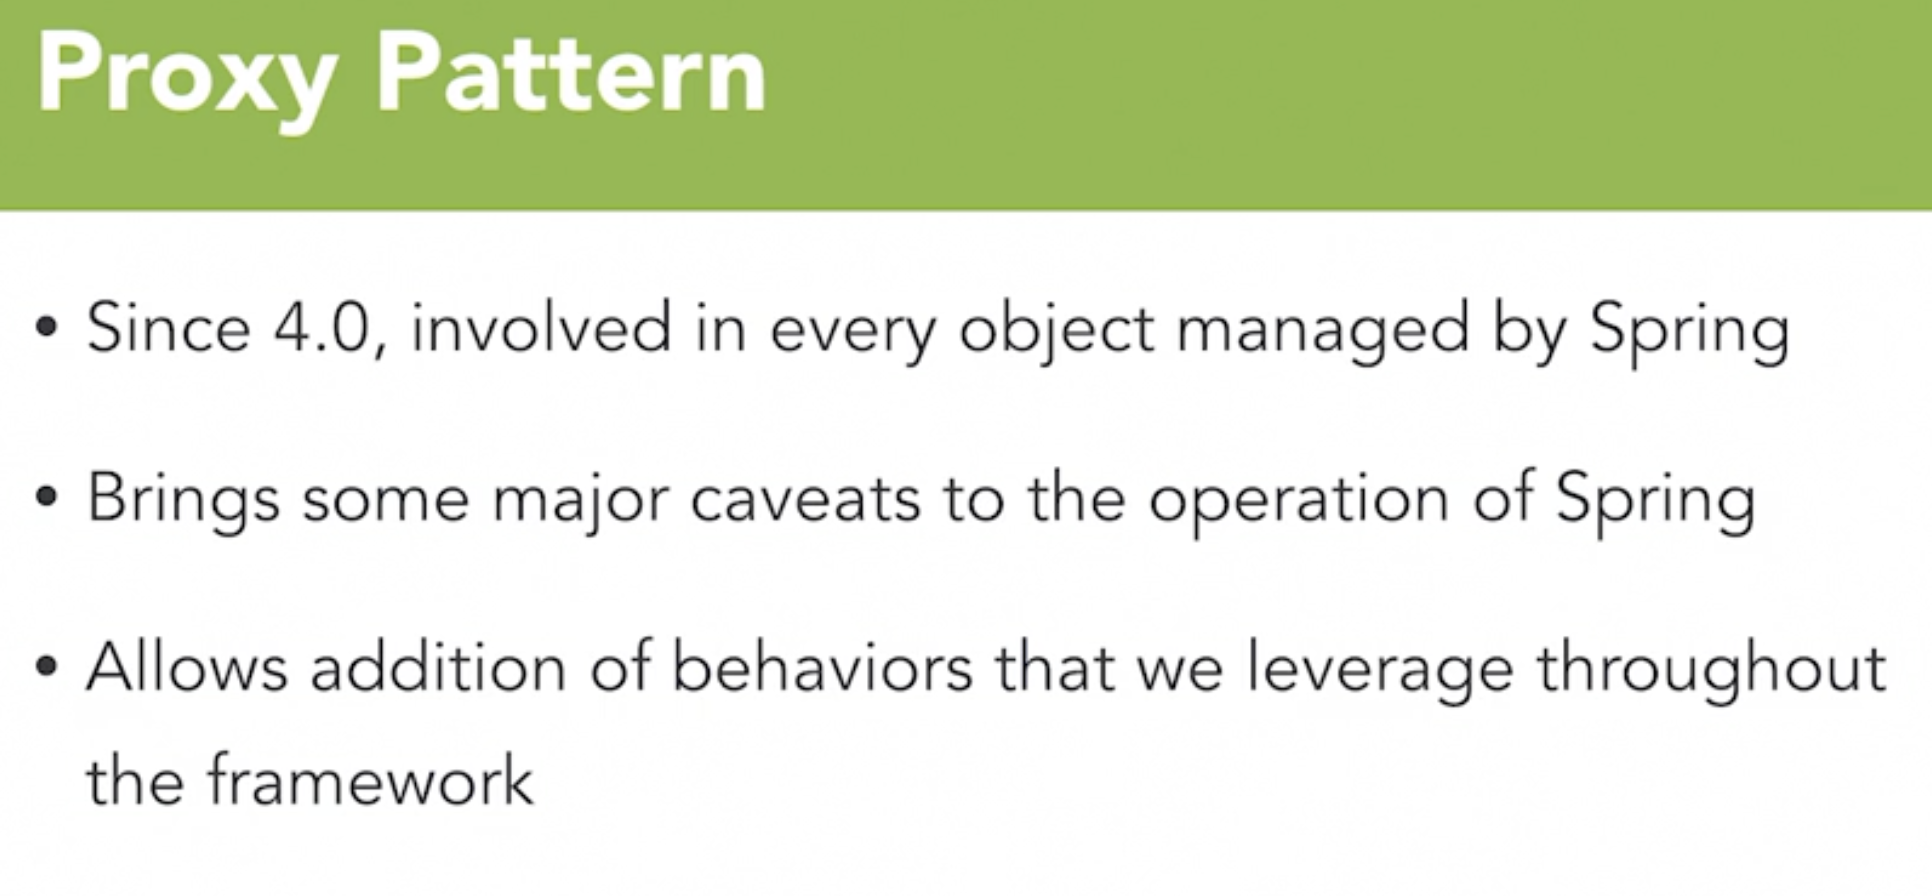 Proxy Pattern
• Since 4.0, involved in every object managed by Spring
• Brings some major caveats to the operation of Spring
• Allows addition of behaviors that we leverage throughout
the framework